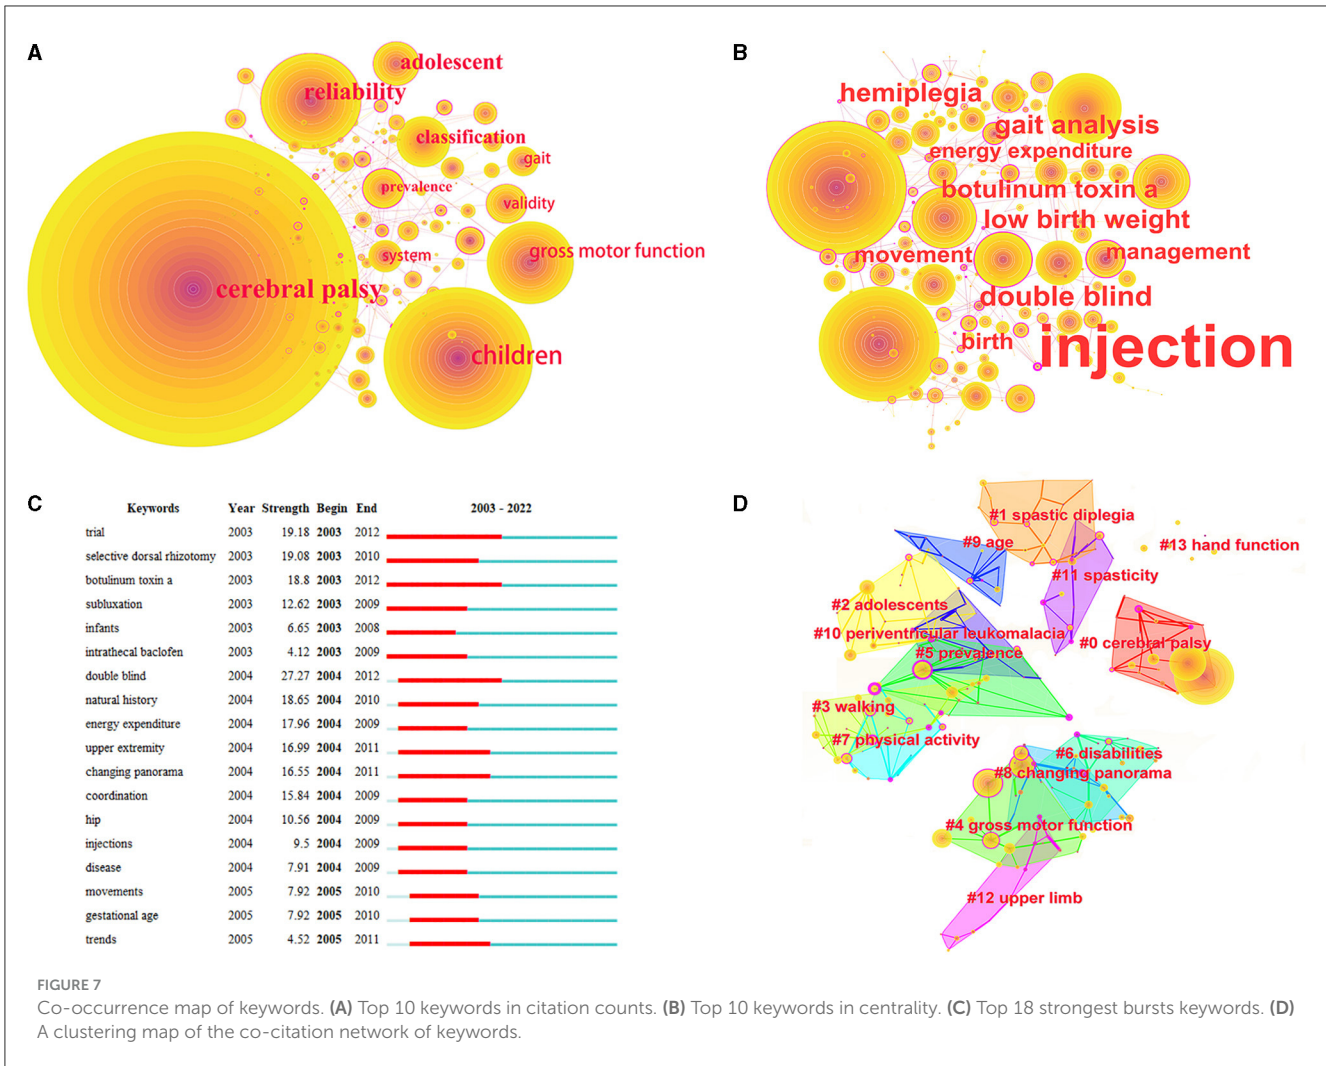 A
adolescent
reliability
classification
gait
prevalence
validity
system
gross motor function
cerebral palsy
children
B
hemiplegia
gait analysis
energy expenditure
botulinum toxin a
low birth weight
movement
management
double blind
birth
injection
C
Keywords Year Strength Begin End 2003 - 2022
trial 2003 19.18 2003 2012
selective dorsal rhizotomy 2003 19.08 2003 2010
botulinum toxin a 2003 18.8 2003 2012
subluxation 2003 12.62 2003 2009
infants 2003 6.65 2003 2008
intrathecal baclofen 2003 4.12 2003 2009
double blind 2004 27.27 2004 2012
natural history 2004 18.65 2004 2010
energy expenditure 2004 17.96 2004 2009
upper extremity 2004 16.99 2004 2011
changing panorama 2004 16.55 2004 2011
coordination 2004 15.84 2004 2009
hip 2004 10.56 2004 2009
injections 2004 9.5 2004 2009
disease 2004 7.91 2004 2009
movements 2005 7.92 2005 2010
gestational age 2005 7.92 2005 2010
trends 2005 4.52 2005 2011
D
#1 spastic diplegia
#9 age
#13 hand function
#11 spasticity
#2 adolescents
#10 periventricular leukomalacia
#0 cerebral palsy
#5 prevalence
#3 walking
#7 physical activity
#6 disabilities
#8 changing panorama
#4 gross motor function
#12 upper limb
FIGURE 7
Co-occurrence map of keywords. (A) Top 10 keywords in citation counts. (B) Top 10 keywords in centrality. (C) Top 18 strongest bursts keywords. (D)
A clustering map of the co-citation network of keywords.